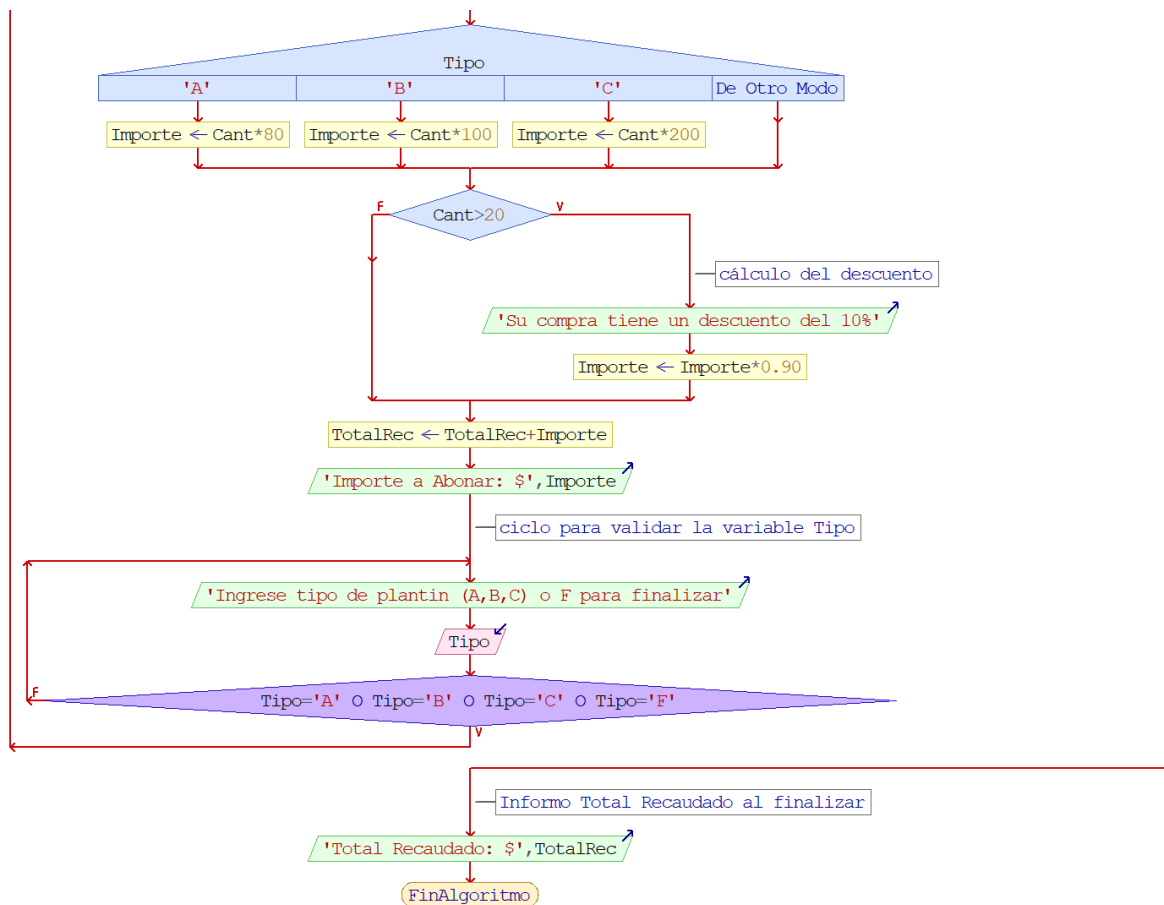 Tipo
'A' 'B' 'C' De Otro Modo
Importe ← Cant*80 Importe ← Cant*100 Importe ← Cant*200
F Cant>20 V
cálculo del descuento
'Su compra tiene un descuento del 10%'
Importe ← Importe*0.90
TotalRec ← TotalRec+Importe
'Importe a Abonar: $',Importe
ciclo para validar la variable Tipo
'Ingrese tipo de plantin (A,B,C) o F para finalizar'
Tipo
F Tipo='A' O Tipo='B' O Tipo='C' O Tipo='F'
V
Informo Total Recaudado al finalizar
'Total Recaudado: $',TotalRec
FinAlgoritmo